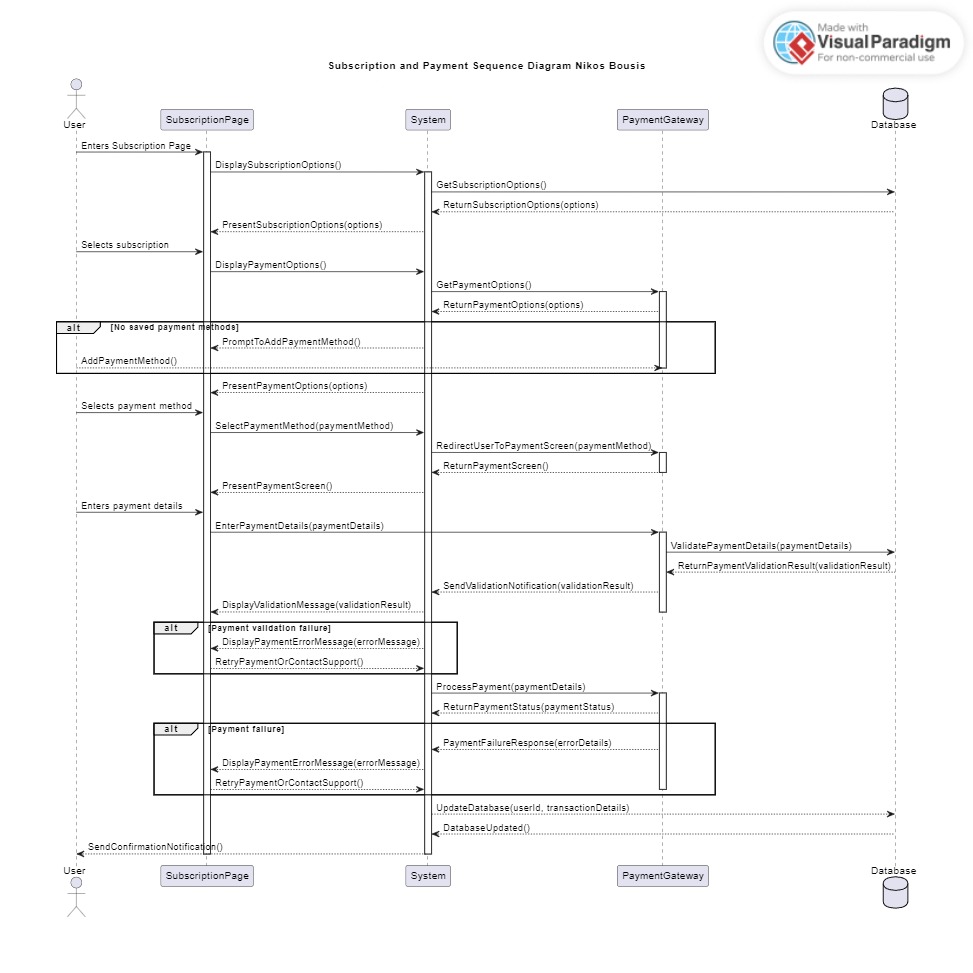 Made with
VisualParadigm
For non-commercial use
Subscription and Payment Sequence Diagram Nikos Bousis
User
SubscriptionPage
System
PaymentGateway
Database
Enters Subscription Page
DisplaySubscriptionOptions()
GetSubscriptionOptions()
ReturnSubscriptionOptions(options)
PresentSubscriptionOptions(options)
Selects subscription
DisplayPaymentOptions()
GetPaymentOptions()
ReturnPaymentOptions(options)
alt [No saved payment methods]
PromptToAddPaymentMethod()
AddPaymentMethod()
PresentPaymentOptions(options)
Selects payment method
SelectPaymentMethod(paymentMethod)
RedirectUserToPaymentScreen(paymentMethod)
ReturnPaymentScreen()
PresentPaymentScreen()
Enters payment details
EnterPaymentDetails(paymentDetails)
ValidatePaymentDetails(paymentDetails)
ReturnPaymentValidationResult(validationResult)
SendValidationNotification(validationResult)
DisplayValidationMessage(validationResult)
alt [Payment validation failure]
DisplayPaymentErrorMessage(errorMessage)
RetryPaymentOrContactSupport()
ProcessPayment(paymentDetails)
ReturnPaymentStatus(paymentStatus)
alt [Payment failure]
PaymentFailureResponse(errorDetails)
DisplayPaymentErrorMessage(errorMessage)
RetryPaymentOrContactSupport()
UpdateDatabase(userId, transactionDetails)
DatabaseUpdated()
SendConfirmationNotification()
User
SubscriptionPage
System
PaymentGateway
Database